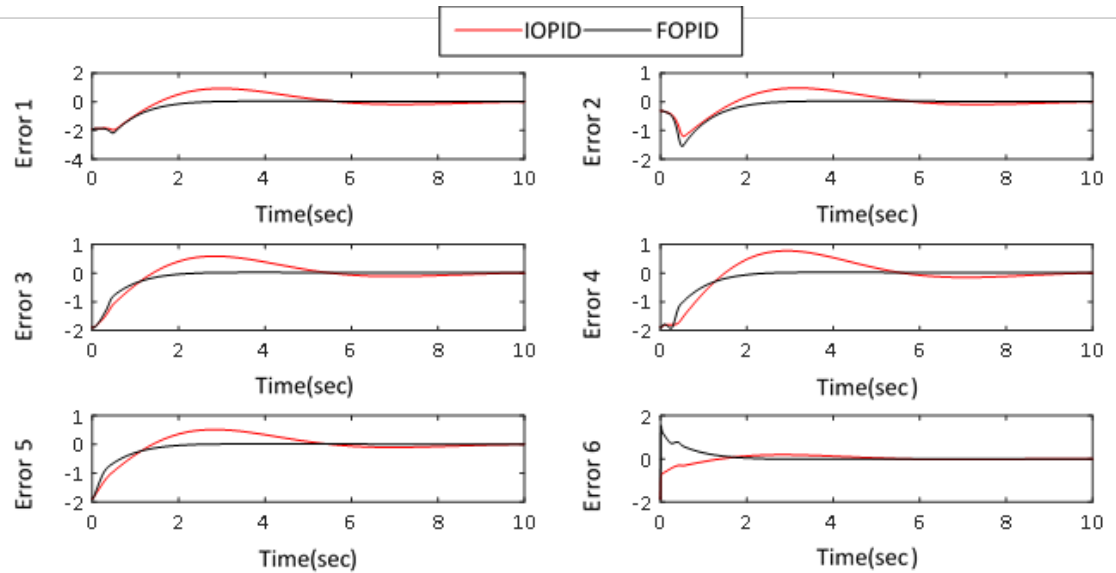 IOPID FOPID
2
0
-2
-4
Error 1
0 2 4 6 8 10
Time(sec)
1
0
-1
-2
Error 2
0 2 4 6 8 10
Time(sec )
1
0
-1
-2
Error 3
0 2 4 6 8 10
Time(sec)
1
0
-1
-2
Error 4
0 2 4 6 8 10
Time(sec )
1
0
-1
-2
Error 5
0 2 4 6 8 10
Time(sec)
2
0
-2
Error 6
0 2 4 6 8 10
Time(sec )